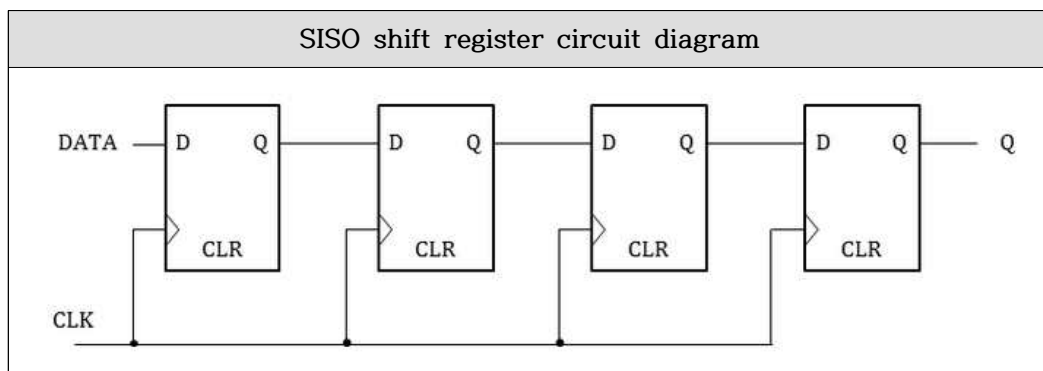 SISO shift register circuit diagram
DATA D Q D Q D Q D Q Q
CLR CLR CLR CLR
CLK